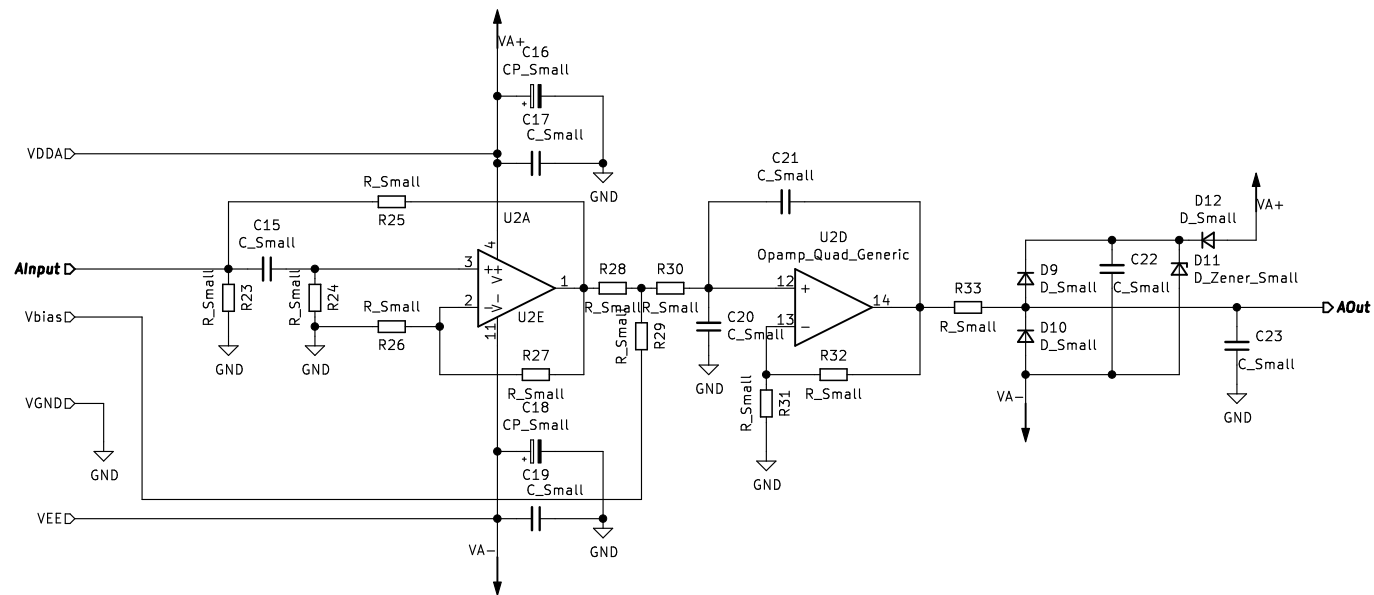 VA+
C16
CP_Small
+
C17
C_Small
GND
VDDA
R_Small
R25
U2A
C15
C_Small
AInput
R_Small
R23
GND
R_Small
R24
GND
Vbias
R_Small
R26
3
2
4
11
+
V+
−
V-
1
U2E
R27
R_Small
R28
R_Small
R_Small
R29
R30
R_Small
C21
C_Small
C20
C_Small
GND
U2D
Opamp_Quad_Generic
12
13
+
−
14
R32
R_Small
R_Small
R31
GND
R33
R_Small
D9
D_Small
D10
D_Small
VA-
C22
C_Small
D12
D_Small
D11
D_Zener_Small
VA+
AOut
C23
C_Small
GND
VGND
GND
C18
CP_Small
+
C19
C_Small
GND
VEE
VA-